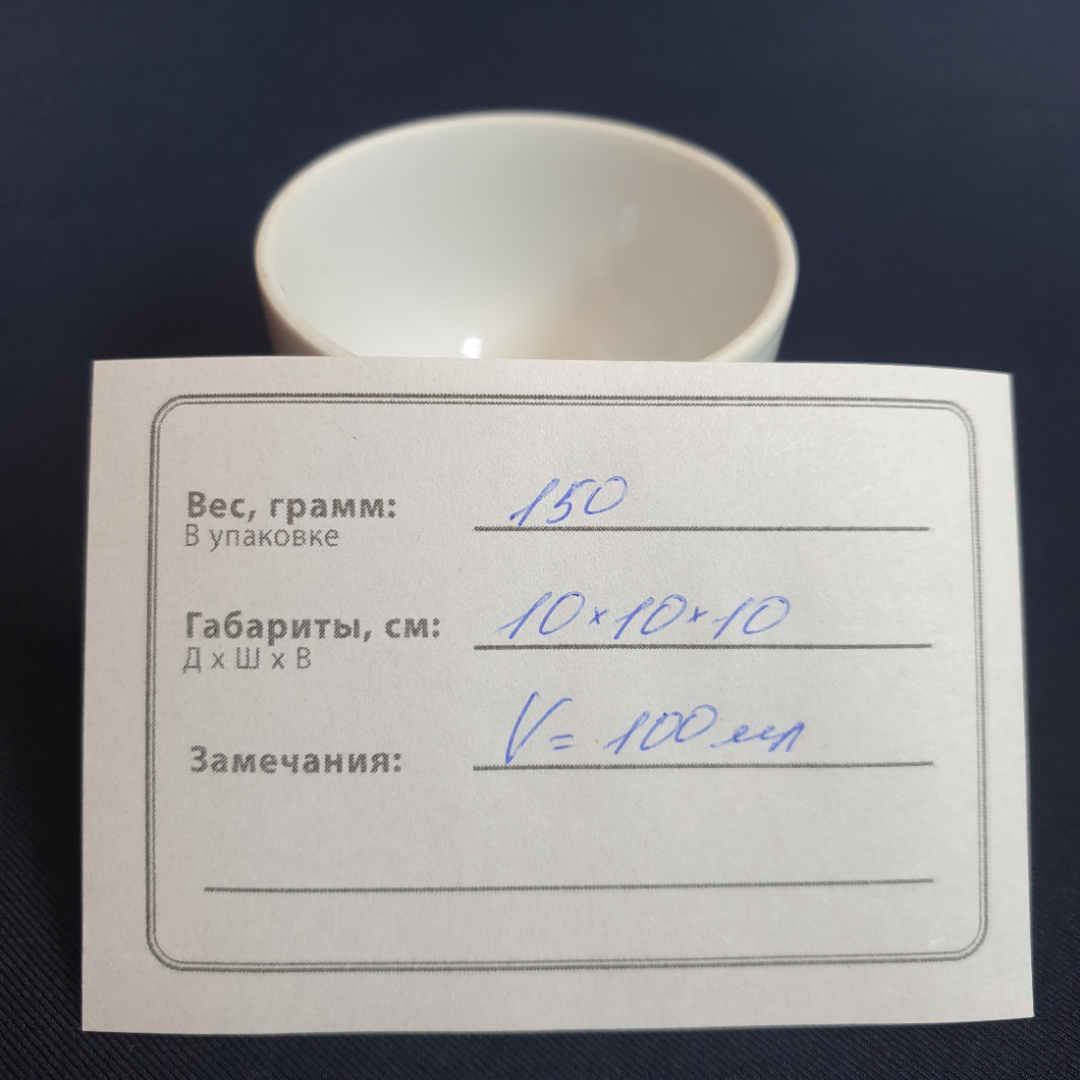 Вес, грамм: 150
В упаковке
Габариты, см: 10×10×10
Д х Ш х В
Замечания: V= 100 мл